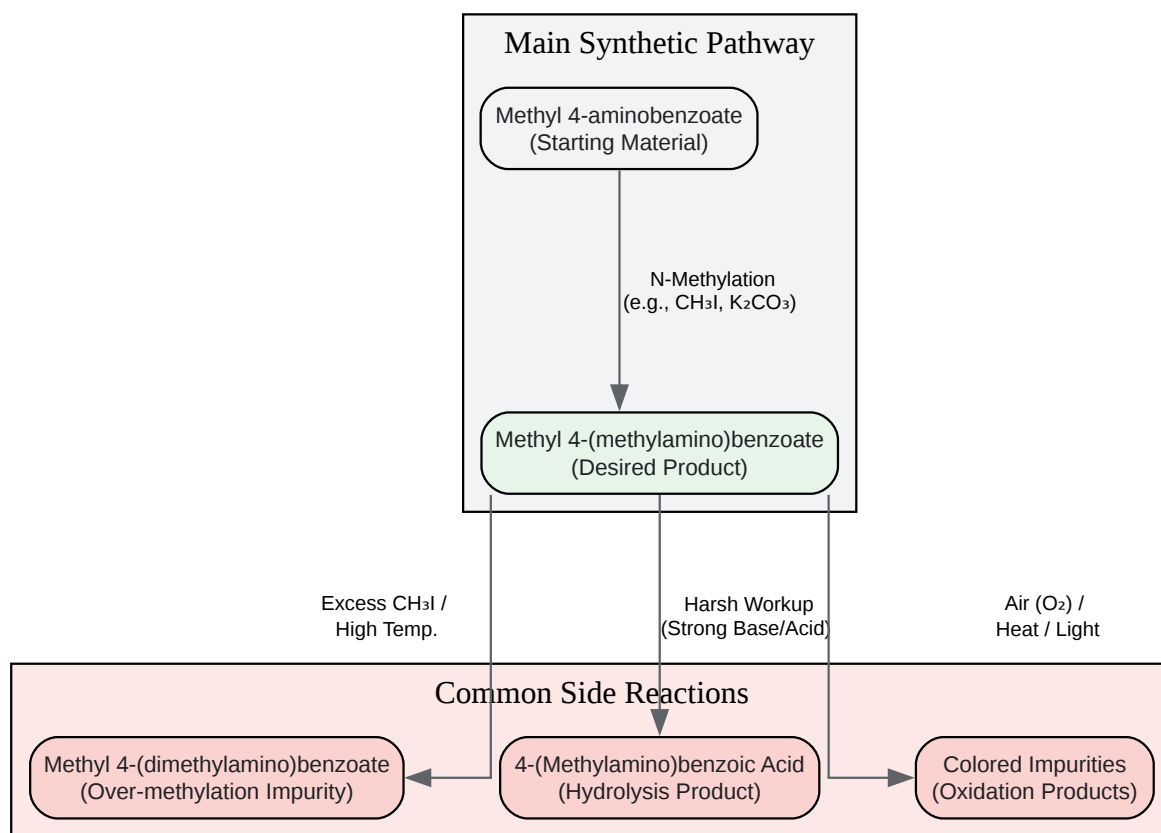 Main Synthetic Pathway
Methyl 4-aminobenzoate
(Starting Material)
N-Methylation
(e.g., CH₃I, K₂CO₃)
Methyl 4-(methylamino)benzoate
(Desired Product)
Excess CH₃I /
High Temp.
Harsh Workup
(Strong Base/Acid)
Air (O₂) /
Heat / Light
Common Side Reactions
Methyl 4-(dimethylamino)benzoate
(Over-methylation Impurity)
4-(Methylamino)benzoic Acid
(Hydrolysis Product)
Colored Impurities
(Oxidation Products)